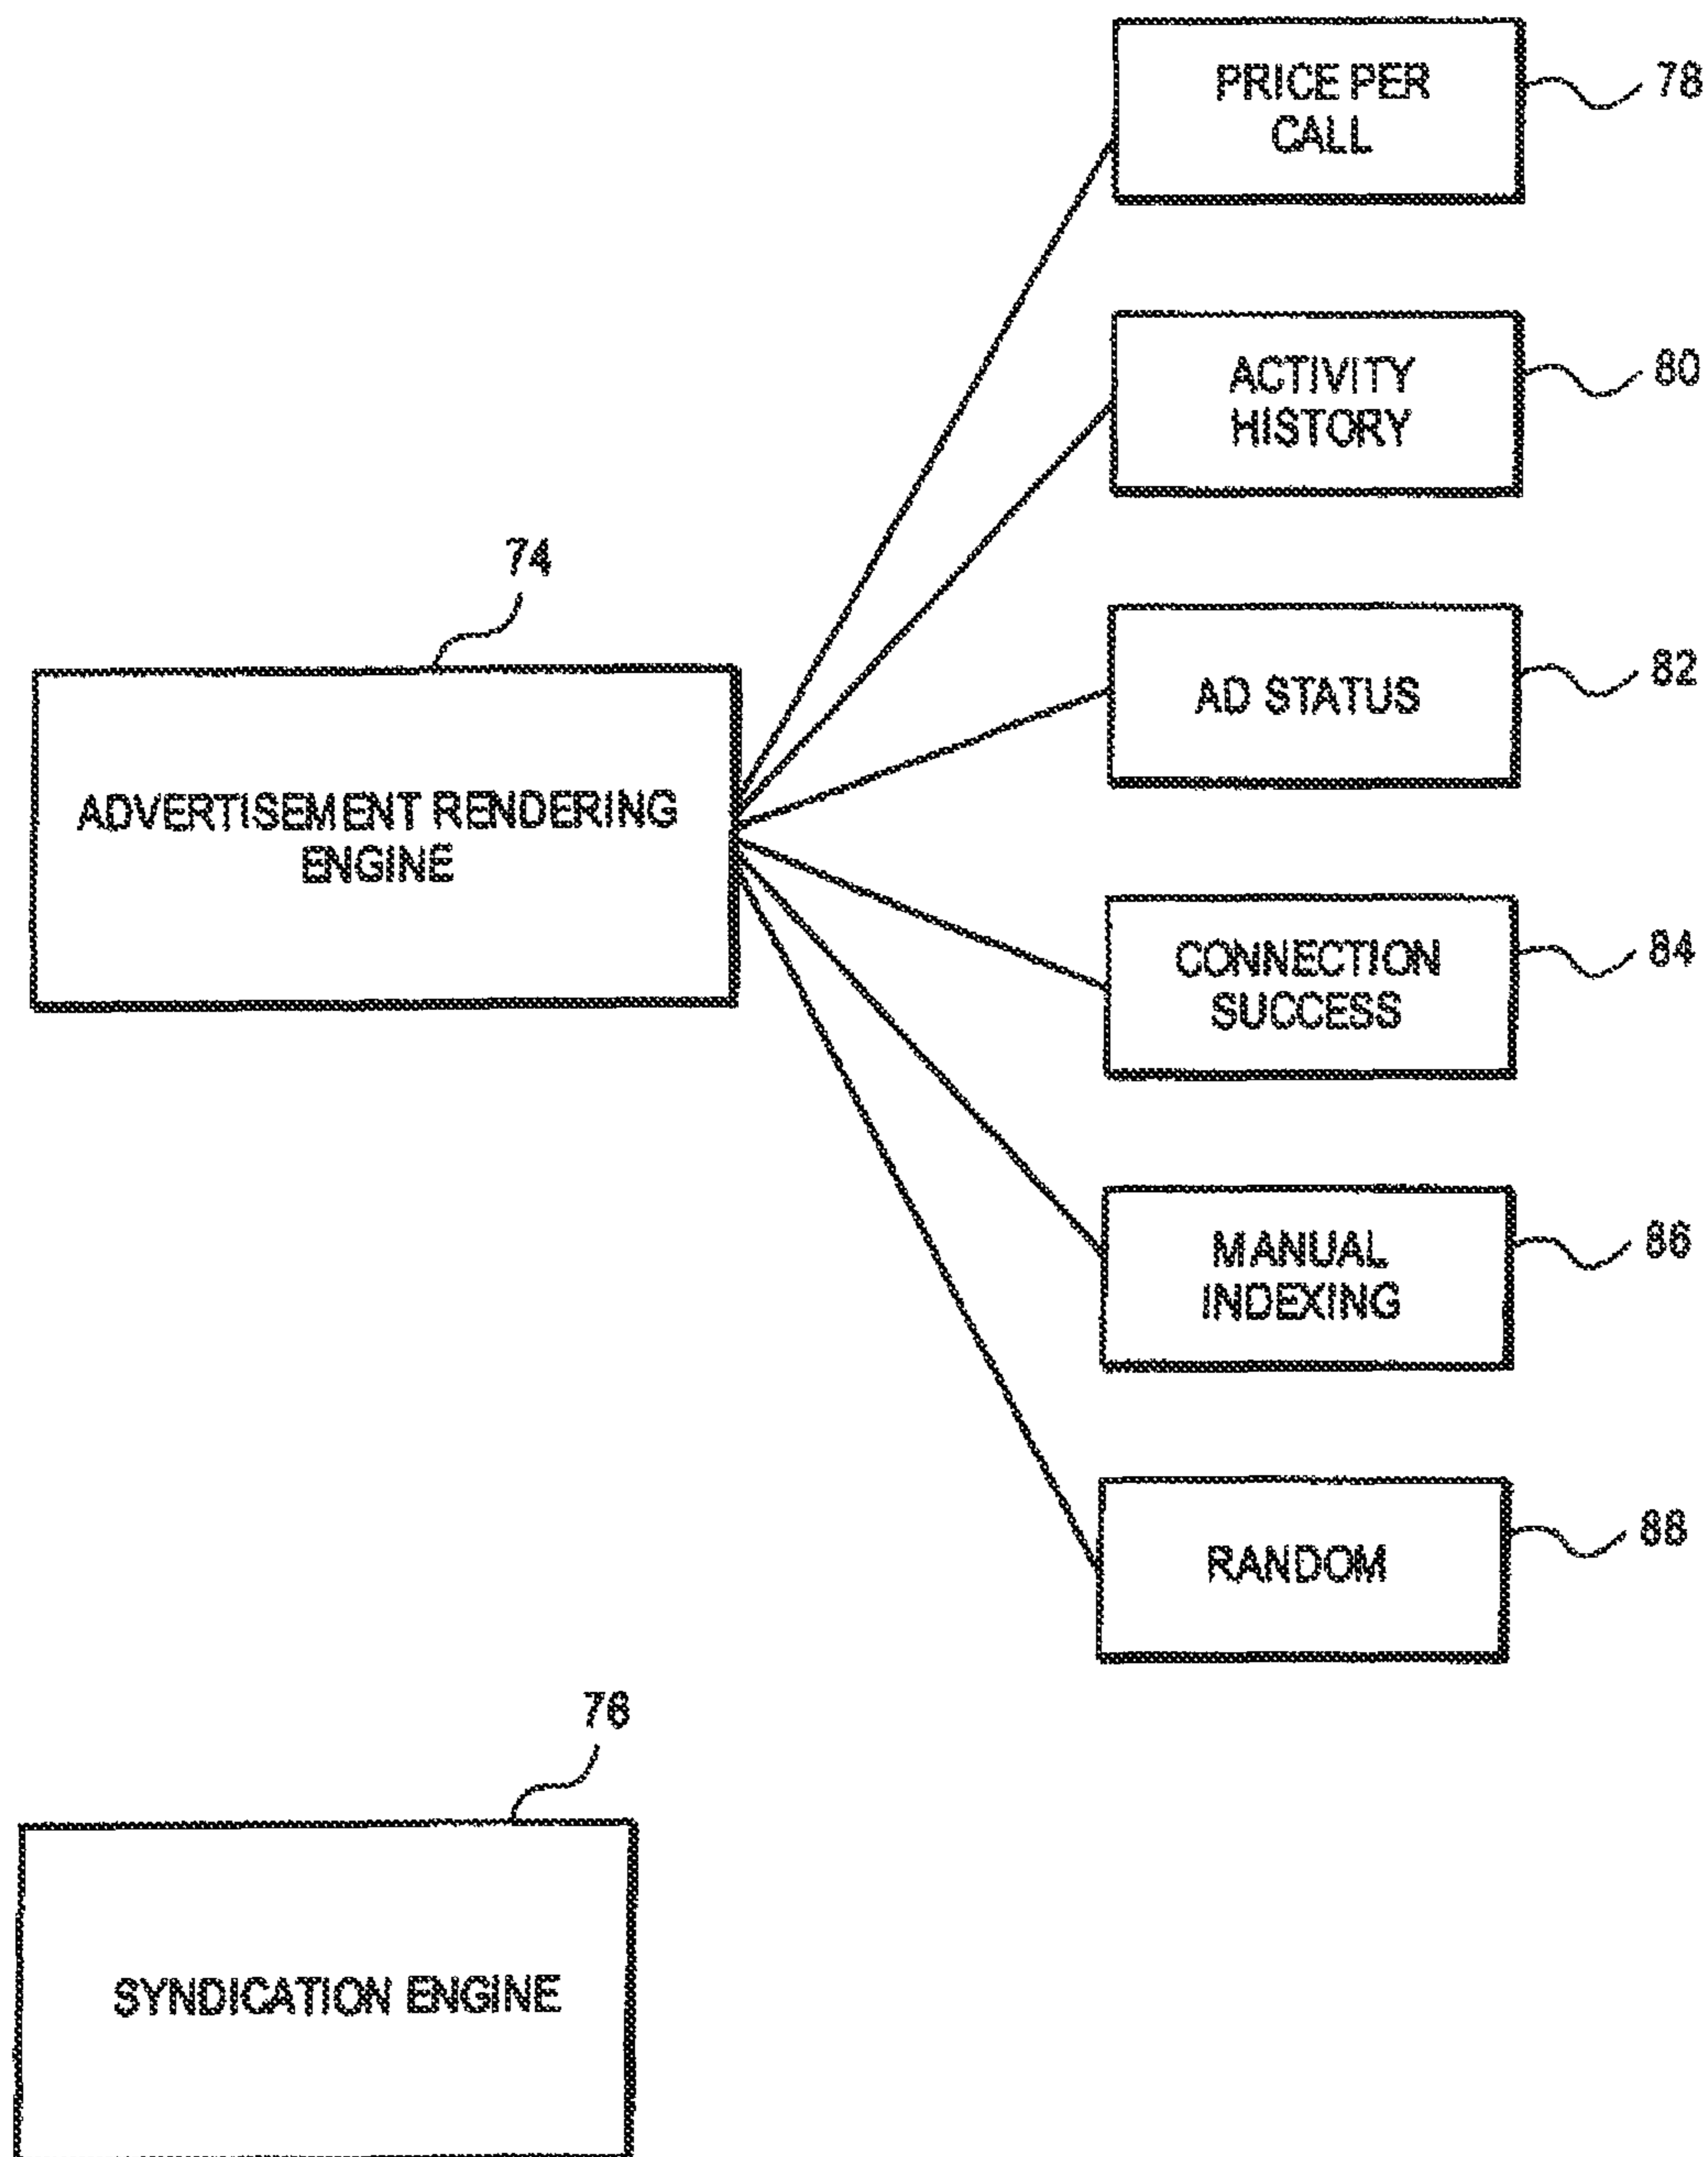 PRICE PER
CALL
78
ACTIVITY
HISTORY
80
74
AD STATUS
82
ADVERTISEMENT RENDERING
ENGINE
CONNECTION
SUCCESS
84
MANUAL
INDEXING
86
RANDOM
88
76
SYNDICATION ENGINE